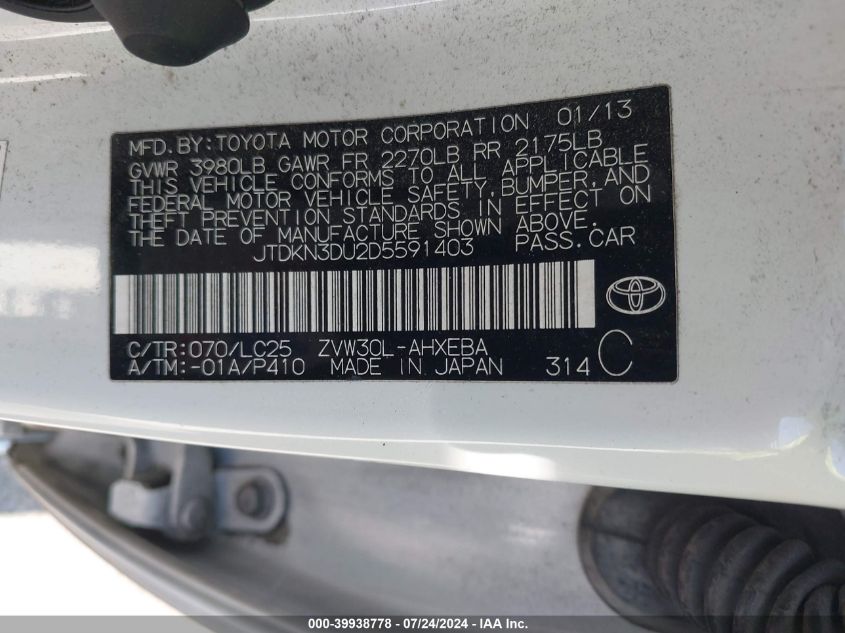 MFD.BY:TOYOTA MOTOR CORPORATION 01/13
GVWR 3980LB GAWR FR 2270LB RR 2175LB
THIS VEHICLE CONFORMS TO ALL APPLICABLE
FEDERAL MOTOR VEHICLE SAFETY,BUMPER,AND
THEFT PREVENTION STANDARDS IN EFFECT ON
THE DATE OF MANUFACTURE SHOWN ABOVE.
JTDKN3DU2D5591403 PASS.CAR
C/TR:070/LC25 ZVW30L-AHXEBA
A/TM:-01A/P410 MADE IN JAPAN 314 C
000-39938778 / 07/24/2024 - IAA Inc.